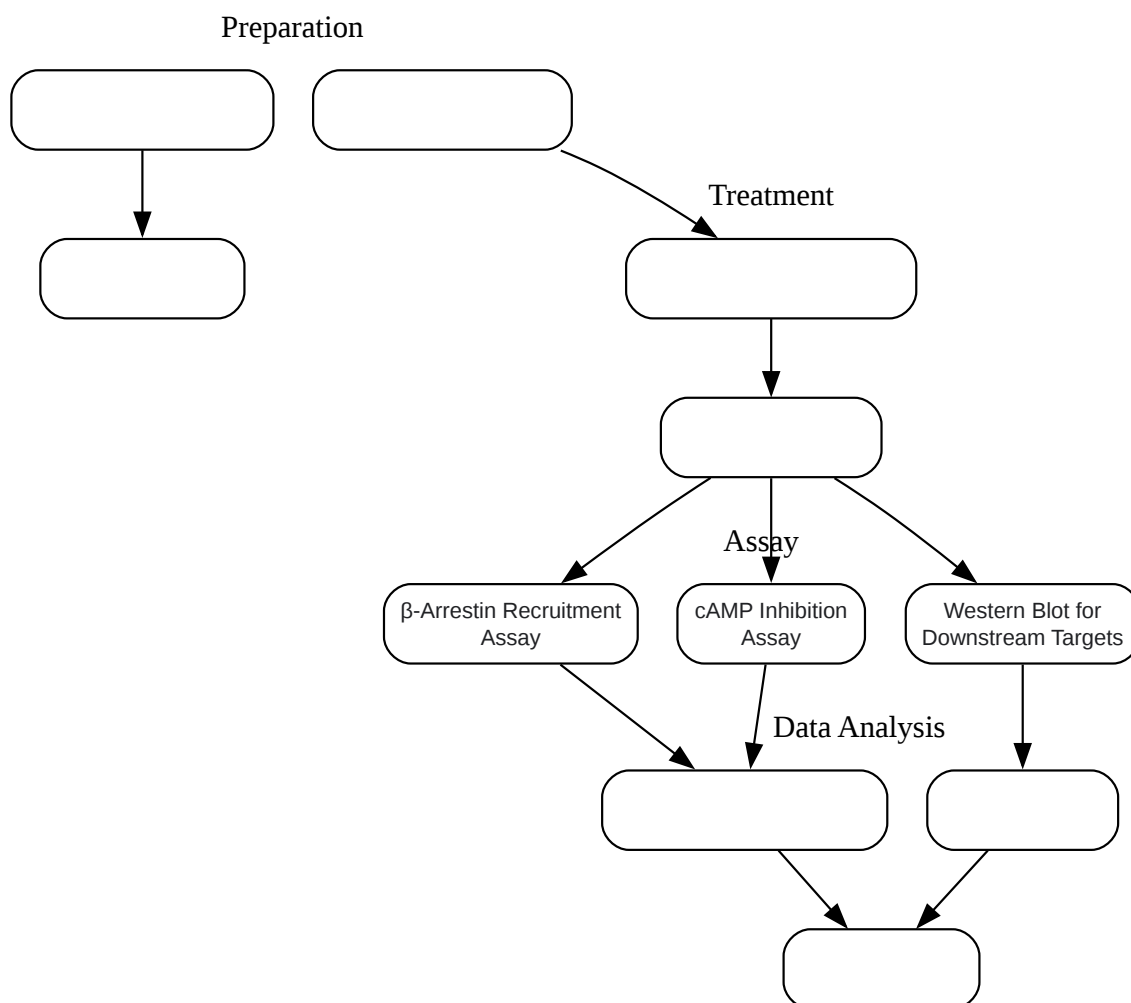 Preparation
Treatment
Assay
β-Arrestin Recruitment
Assay
cAMP Inhibition
Assay
Western Blot for
Downstream Targets
Data Analysis